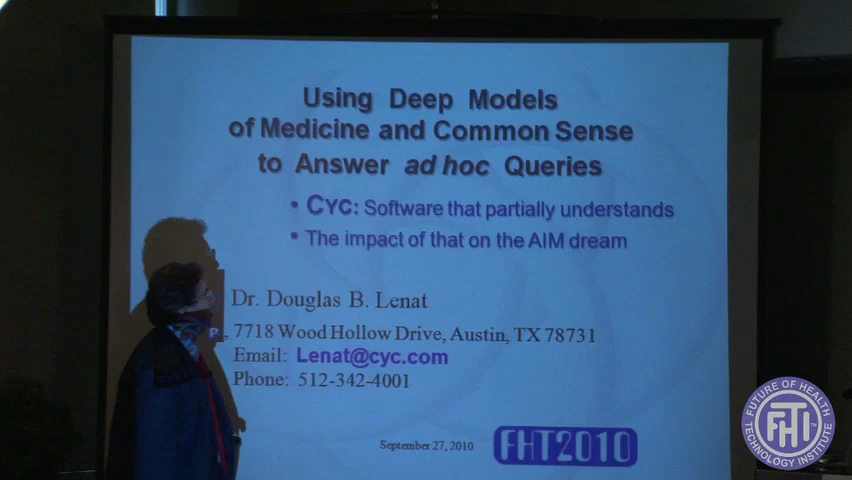 Using Deep Models
of Medicine and Common Sense
to Answer ad hoc Queries
• CYC: Software that partially understands
• The impact of that on the AIM dream
Dr. Douglas B. Lenat
P , 7718 Wood Hollow Drive, Austin, TX 78731
Email: Lenat@cyc.com
Phone: 512-342-4001
September 27, 2010
FHT2010
FUTURE OF HEALTH
FHTI
TECHNOLOGY INSTITUTE
TM